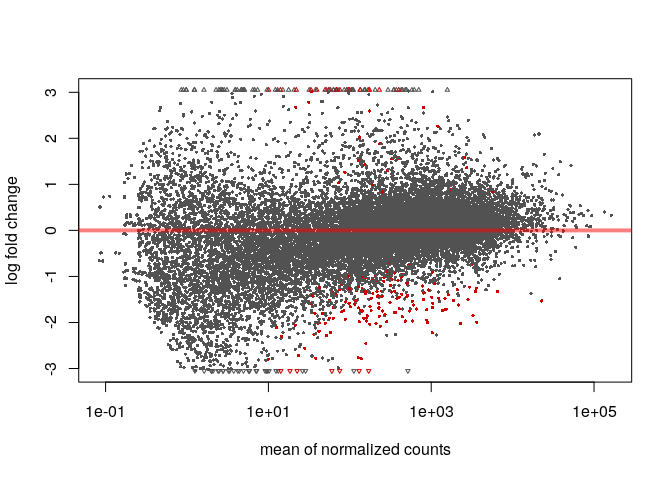 log fold change
3
2
1
0
-1
-2
-3
1e-01
1e+01
1e+03
1e+05
mean of normalized counts